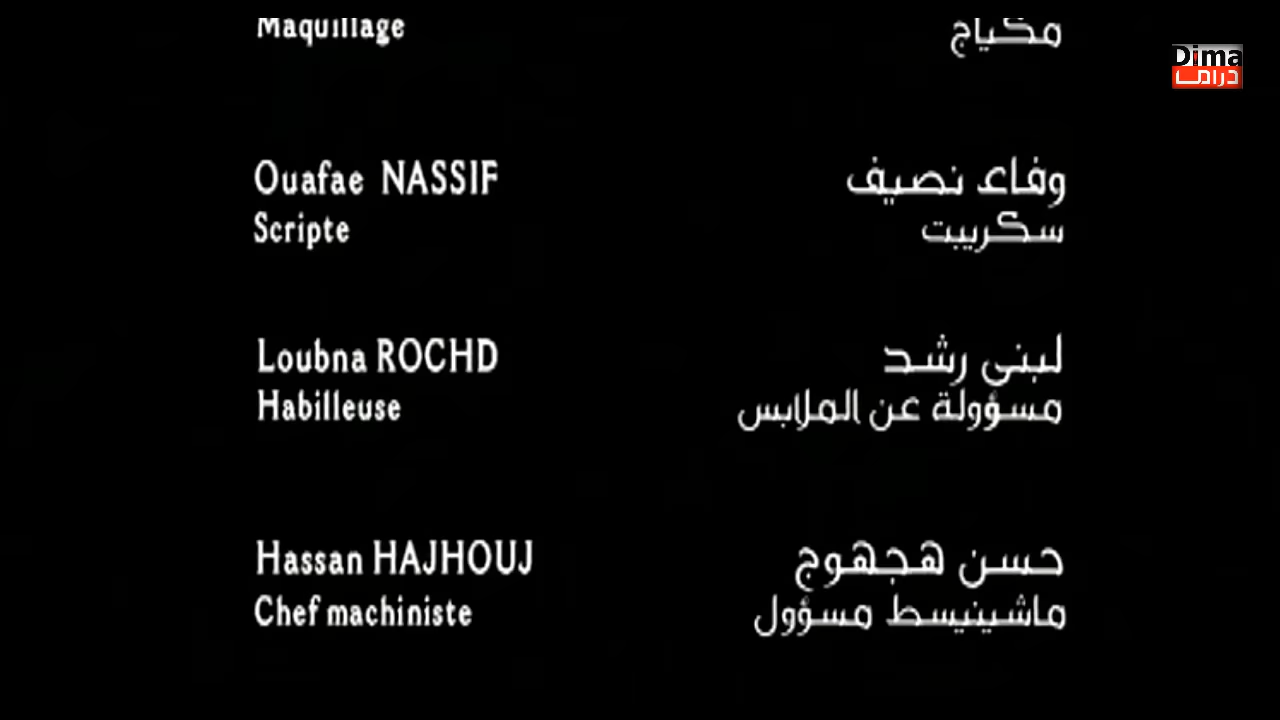 Maquillage مكياج
Dima
دراما
Ouafae NASSIF وفاء نصيف
Scripte سكريبت
Loubna ROCHD لبنى رشد
Habilleuse مسؤولة عن الملابس
Hassan HAJHOUJ حسن هجهوج
Chef machiniste ماشينيسط مسؤول